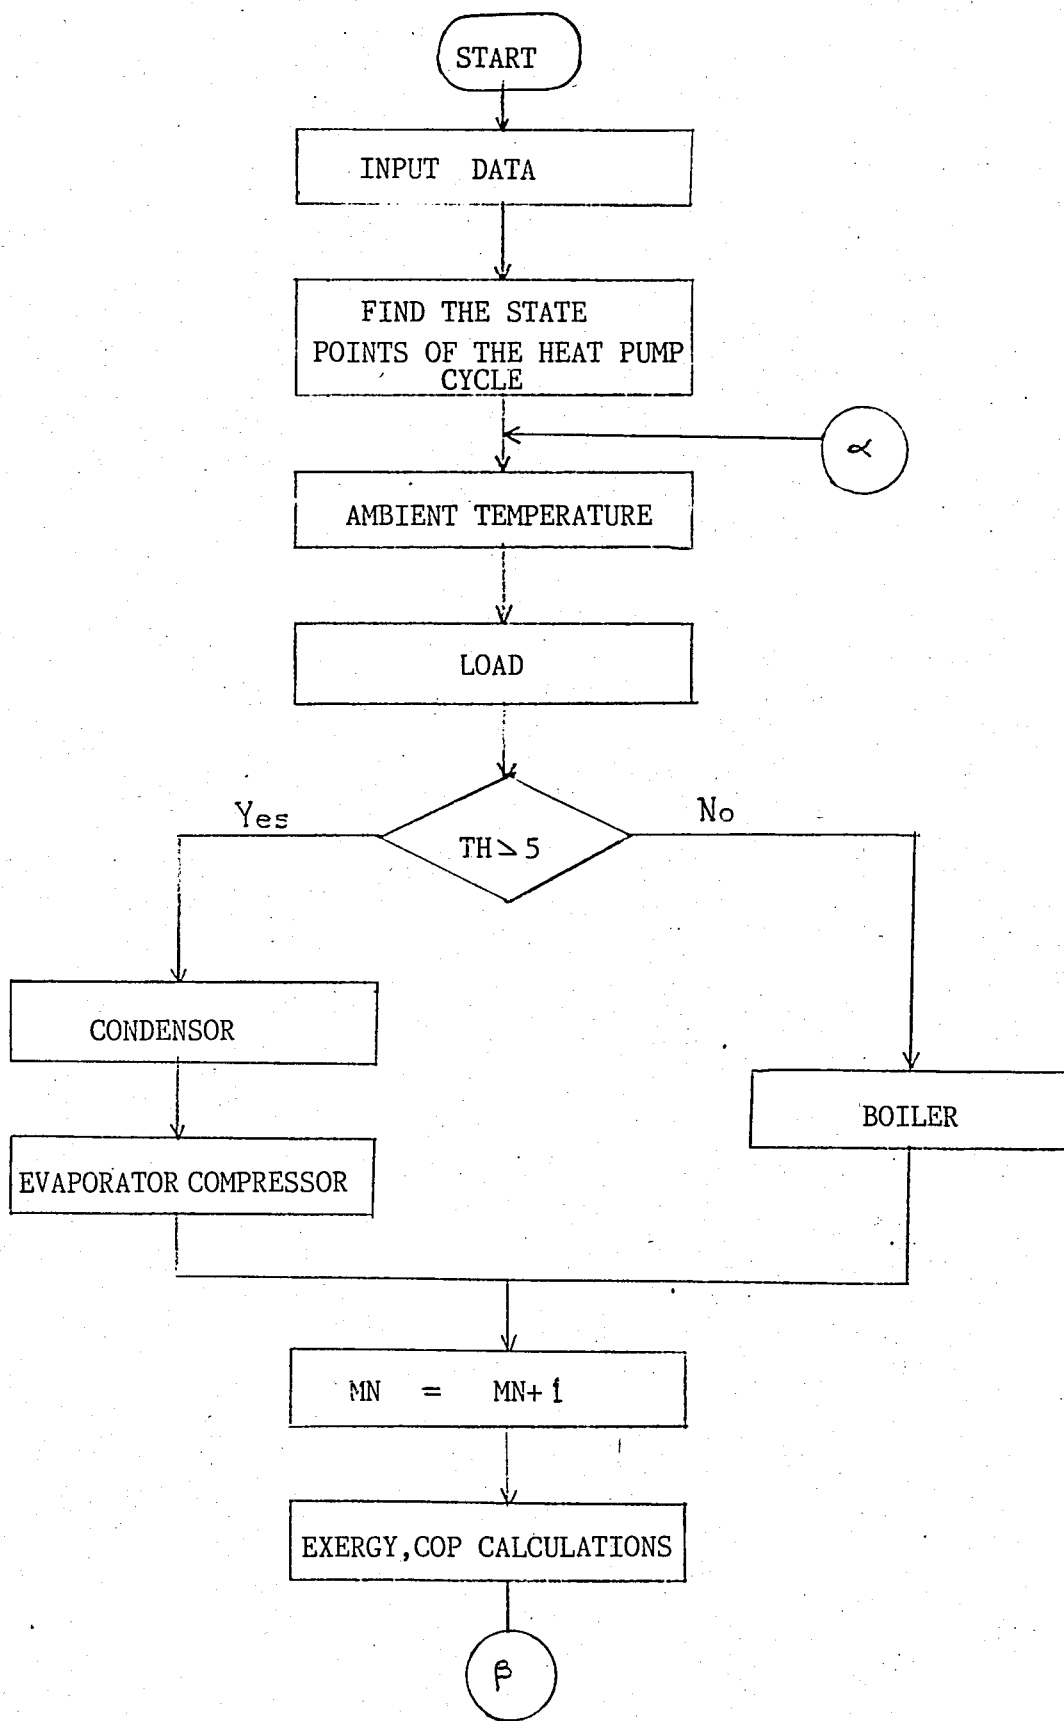 START
INPUT DATA
FIND THE STATE
POINTS OF THE HEAT PUMP
CYCLE
α
AMBIENT TEMPERATURE
LOAD
Yes
No
TH > 5
CONDENSOR
BOILER
EVAPORATOR COMPRESSOR
MN = MN+1
EXERGY,COP CALCULATIONS
β